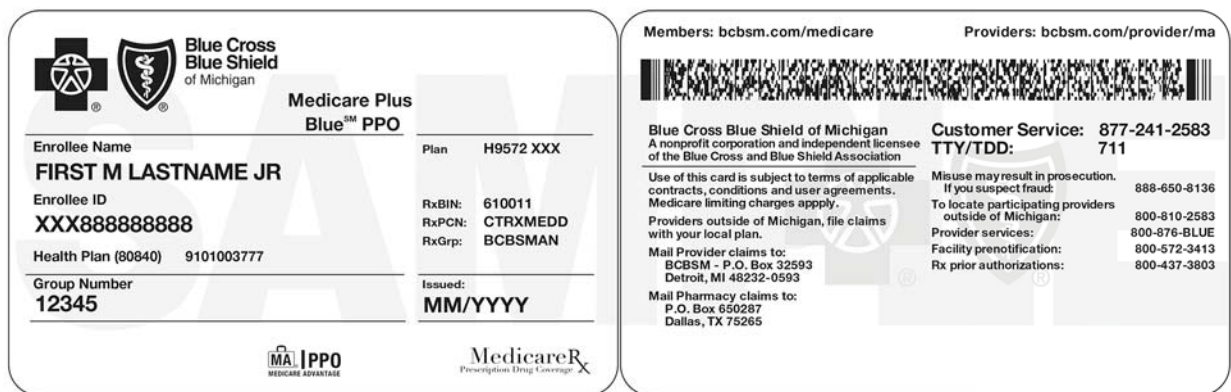 Blue Cross
Blue Shield
of Michigan
® ®
Medicare Plus
Blue℠ PPO
Enrollee Name
FIRST M LASTNAME JR
Enrollee ID
XXX888888888
Health Plan (80840) 9101003777
Group Number
12345
Plan H9572 XXX
RxBIN: 610011
RxPCN: CTRXMEDD
RxGrp: BCBSMAN
Issued:
MM/YYYY
MA PPO
MEDICARE ADVANTAGE
MedicareRx
Prescription Drug Coverage
Members: bcbsm.com/medicare
Providers: bcbsm.com/provider/ma
Blue Cross Blue Shield of Michigan
A nonprofit corporation and independent licensee
of the Blue Cross and Blue Shield Association
Use of this card is subject to terms of applicable
contracts, conditions and user agreements.
Medicare limiting charges appply.
Providers outside of Michigan, file claims
with your local plan.
Mail Provider claims to:
BCBSM - P.O. Box 32593
Detroit, MI 48232-0593
Mail Pharmacy claims to:
P.O. Box 650287
Dallas, TX 75265
Customer Service: 877-241-2583
TTY/TDD: 711
Misuse may result in prosecution.
If you suspect fraud: 888-650-8136
To locate participating providers
outside of Michigan: 800-810-2583
Provider services: 800-876-BLUE
Facility prenotification: 800-572-3413
Rx prior authorizations: 800-437-3803
® ®
SAMPLE